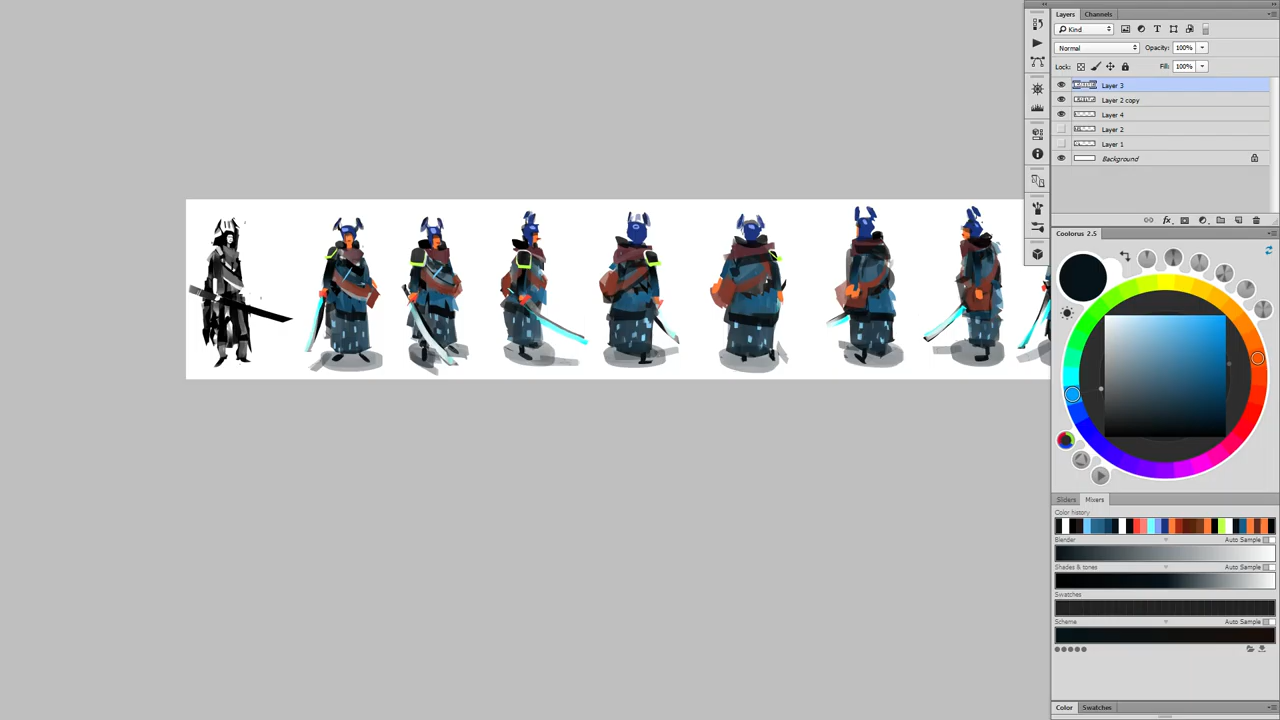 Layers Channels
Kind
Normal Opacity: 100%
Lock: Fill: 100%
Layer 3
Layer 2 copy
Layer 4
Layer 2
Layer 1
Background
fx
Coolorus 2.5
Sliders Mixers
Color history
Blender Auto Sample
Shades & tones Auto Sample
Swatches
Scheme Auto Sample
Color Swatches